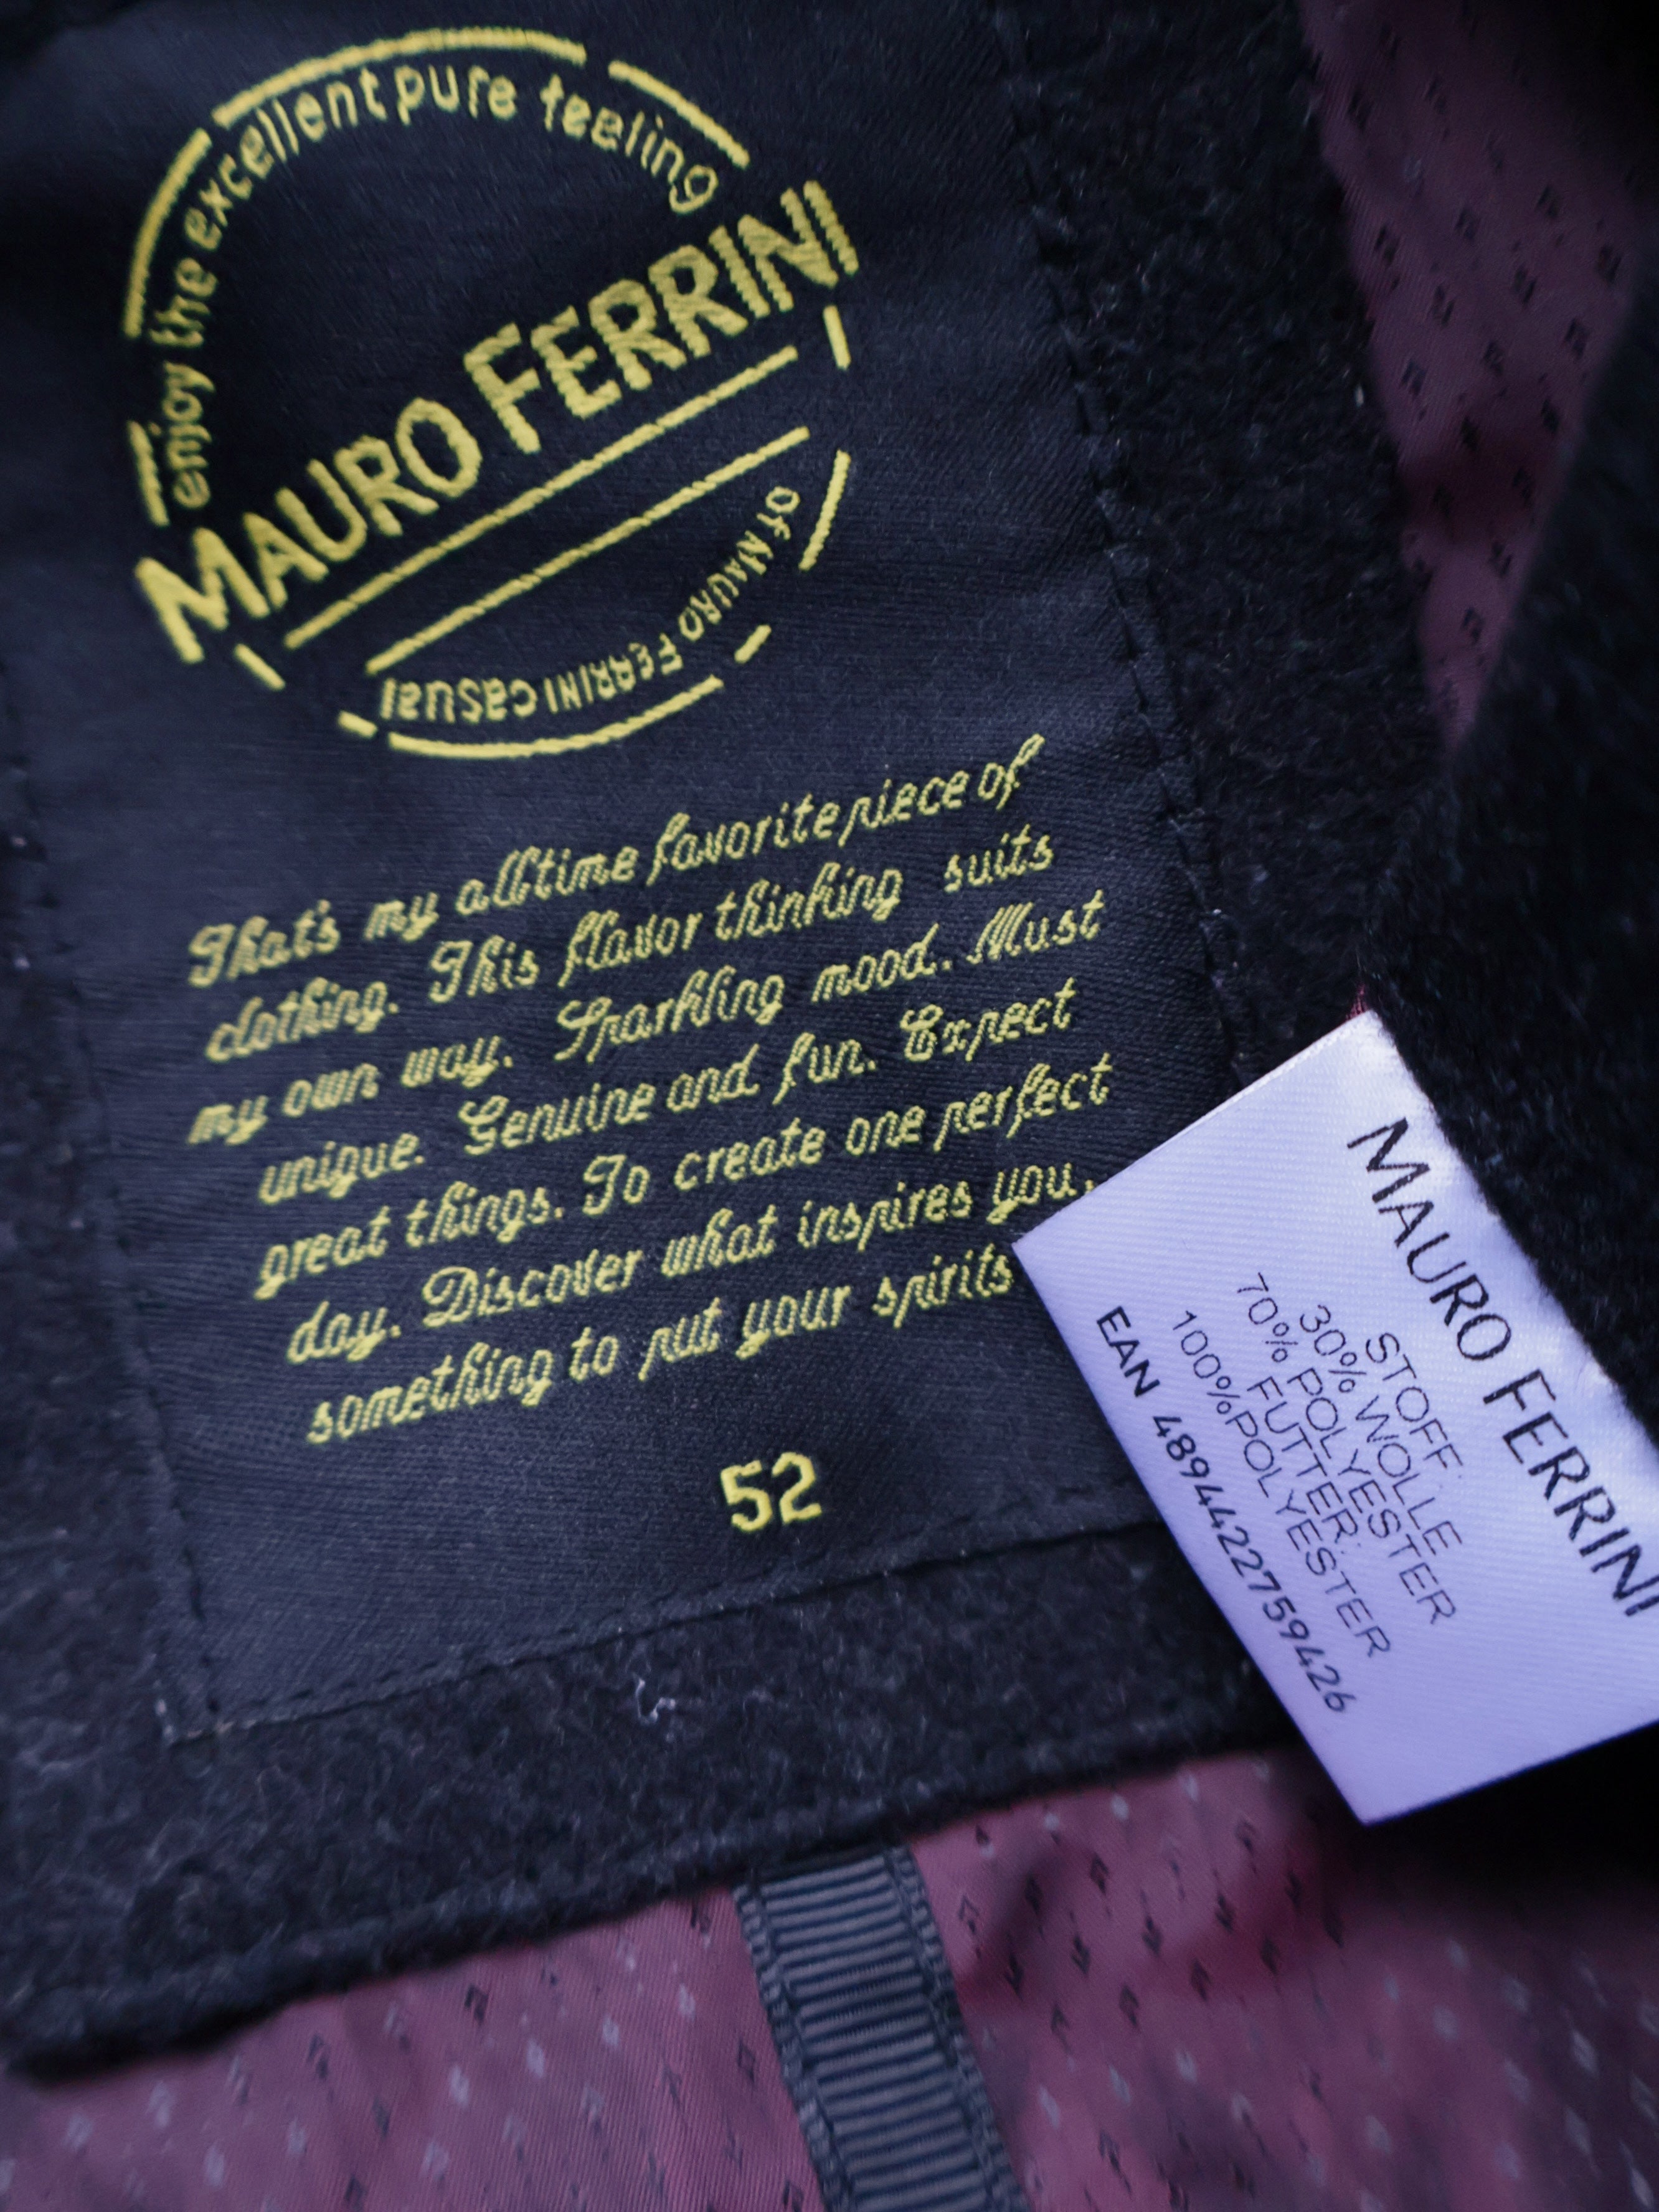 enjoy the excellent pure feeling
MAURO FERRINI
OF MAURO FERRINI casual
That's my alltime favorite piece of
clothing. This flavor thinking suits
my own way. Sparkling mood. Must
unique. Genuine and fun. Expect
great things. To create one perfect
day. Discover what inspires you,
something to put your spirits
52
MAURO FERRINI
STOFF:
30% WOLLE
70% POLYESTER
FUTTER:
100%POLYESTER
EAN 4894422759426